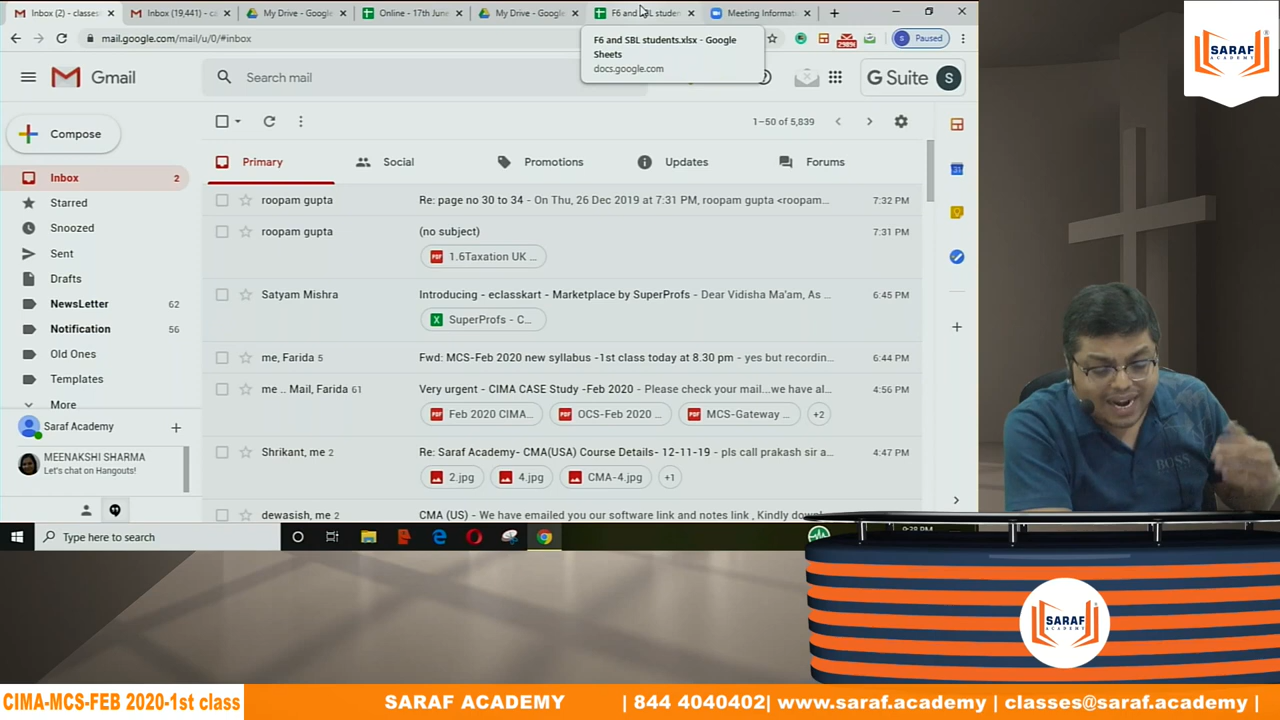 Inbox (2) - classes
Inbox (19,441) - ca
My Drive - Google
Online - 17th June
My Drive - Google
F6 and SBL studen
Meeting Informati
mail.google.com/mail/u/0/#inbox
Paused
F6 and SBL students.xlsx - Google
Sheets
docs.google.com
Gmail
Search mail
G Suite
S
Compose
1–50 of 5,839
Primary
Social
Promotions
Updates
Forums
Inbox 2
Starred
Snoozed
Sent
Drafts
NewsLetter 62
Notification 56
Old Ones
Templates
More
Saraf Academy
MEENAKSHI SHARMA
Let's chat on Hangouts!
roopam gupta Re: page no 30 to 34 - On Thu, 26 Dec 2019 at 7:31 PM, roopam gupta <roopam... 7:32 PM
roopam gupta (no subject) 7:31 PM
PDF 1.6Taxation UK ...
Satyam Mishra Introducing - eclasskart - Marketplace by SuperProfs - Dear Vidisha Ma'am, As ... 6:45 PM
X SuperProfs - C...
me, Farida 5 Fwd: MCS-Feb 2020 new syllabus -1st class today at 8.30 pm - yes but recordin... 6:44 PM
me .. Mail, Farida 61 Very urgent - CIMA CASE Study -Feb 2020 - Please check your mail...we have al... 4:56 PM
PDF Feb 2020 CIMA... PDF OCS-Feb 2020 ... PDF MCS-Gateway ... +2
Shrikant, me 2 Re: Saraf Academy- CMA(USA) Course Details- 12-11-19 - pls call prakash sir a... 4:47 PM
2.jpg 4.jpg CMA-4.jpg +1
dewasish, me 2 CMA (US) - We have emailed you our software link and notes link , Kindly downl...
Type here to search
9:38 PM
SARAF
ACADEMY
BOSS
SARAF
ACADEMY
CIMA-MCS-FEB 2020-1st class
SARAF ACADEMY | 844 4040402| www.saraf.academy | classes@saraf.academy |